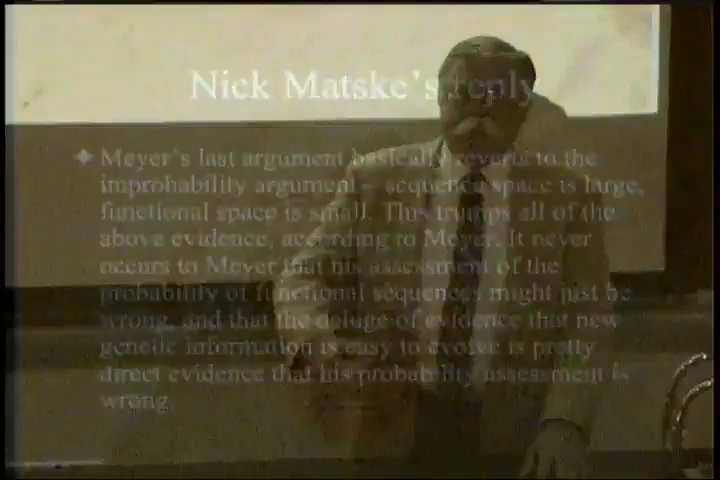 Nick Matske's reply
Meyer's last argument basically reverts to the
improbability argument – sequence space is large,
functional space is small. This trumps all of the
above evidence, according to Meyer. It never
occurs to Meyer that his assessment of the
probability of functional sequences might just be
wrong, and that the deluge of evidence that new
genetic information is easy to evolve is pretty
direct evidence that his probability assessment is
wrong.